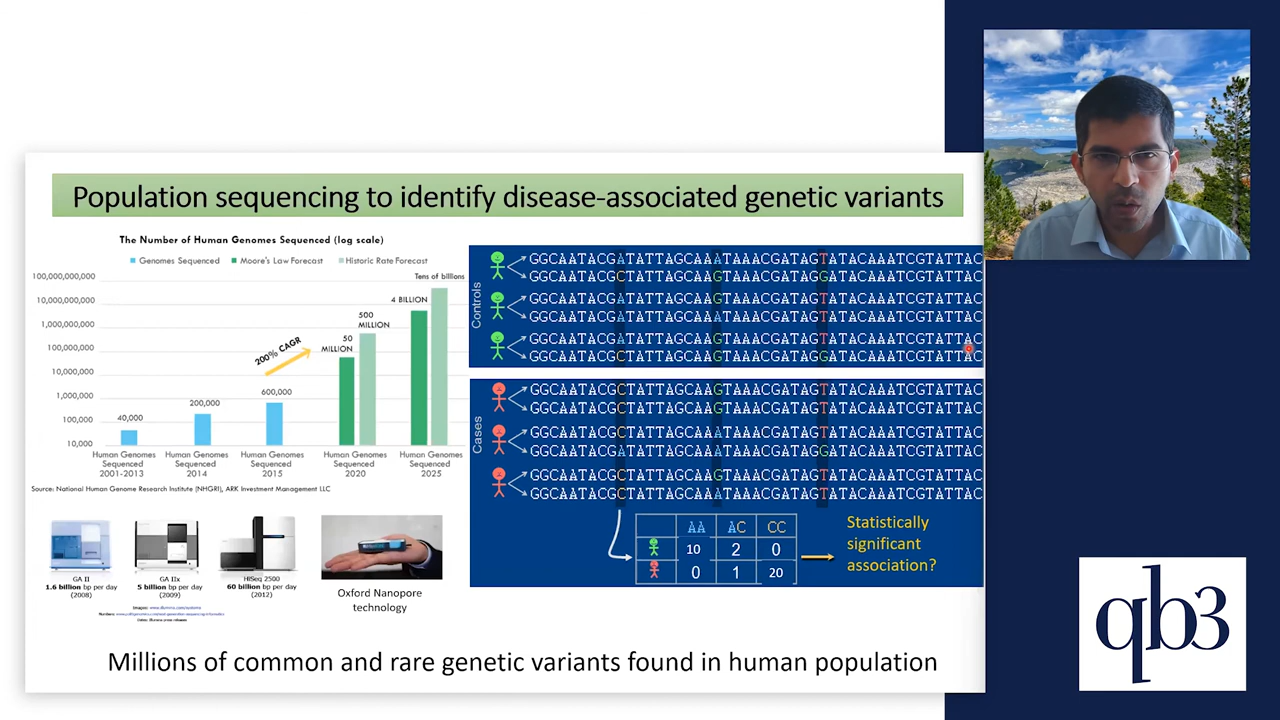 Population sequencing to identify disease-associated genetic variants
The Number of Human Genomes Sequenced (log scale)
Genomes Sequenced Moore's Law Forecast Historic Rate Forecast
Tens of billions
100,000,000,000
10,000,000,000
1,000,000,000
100,000,000
10,000,000
1,000,000
100,000
10,000
40,000
200,000
600,000
200% CAGR
50
MILLION
500
MILLION
4 BILLION
Human Genomes
Sequenced
2001-2013
Human Genomes
Sequenced
2014
Human Genomes
Sequenced
2015
Human Genomes
Sequenced
2020
Human Genomes
Sequenced
2025
Source: National Human Genome Research Institute (NHGRI), ARK Investment Management LLC
GA II
1.6 billion bp per day
(2008)
GA IIx
5 billion bp per day
(2009)
HiSeq 2500
60 billion bp per day
(2012)
Oxford Nanopore
technology
Controls
GGCAATACGATATTAGCAAATAAACGATAGTATACAAATCGTATTAC
GGCAATACGCTATTAGCAAGTAAACGATAGGATACAAATCGTATTAC
GGCAATACGATATTAGCAAGTAAACGATAGTATACAAATCGTATTAC
GGCAATACGATATTAGCAAATAAACGATAGTATACAAATCGTATTAC
GGCAATACGATATTAGCAAGTAAACGATAGTATACAAATCGTATTAC
GGCAATACGCTATTAGCAAGTAAACGATAGGATACAAATCGTATTAC
Cases
GGCAATACGCTATTAGCAAGTAAACGATAGTATACAAATCGTATTAC
GGCAATACGCTATTAGCAAGTAAACGATAGTATACAAATCGTATTAC
GGCAATACGCTATTAGCAAATAAACGATAGTATACAAATCGTATTAC
GGCAATACGATATTAGCAAATAAACGATAGGATACAAATCGTATTAC
GGCAATACGCTATTAGCAAGTAAACGATAGTATACAAATCGTATTAC
GGCAATACGCTATTAGCAAATAAACGATAGTATACAAATCGTATTAC
AA AC CC
10 2 0
0 1 20
Statistically
significant
association?
Millions of common and rare genetic variants found in human population
qb3